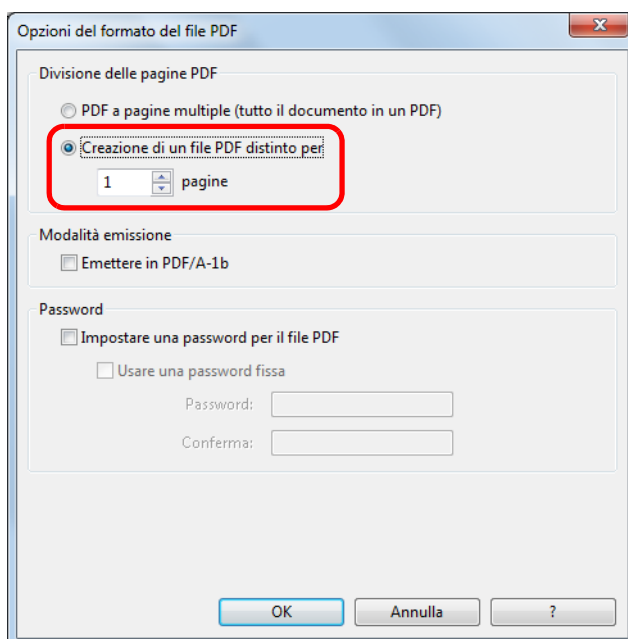 Opzioni del formato del file PDF
Divisione delle pagine PDF
PDF a pagine multiple (tutto il documento in un PDF)
Creazione di un file PDF distinto per
1 pagine
Modalità emissione
Emettere in PDF/A-1b
Password
Impostare una password per il file PDF
Usare una password fissa
Password:
Conferma:
OK Annulla ?